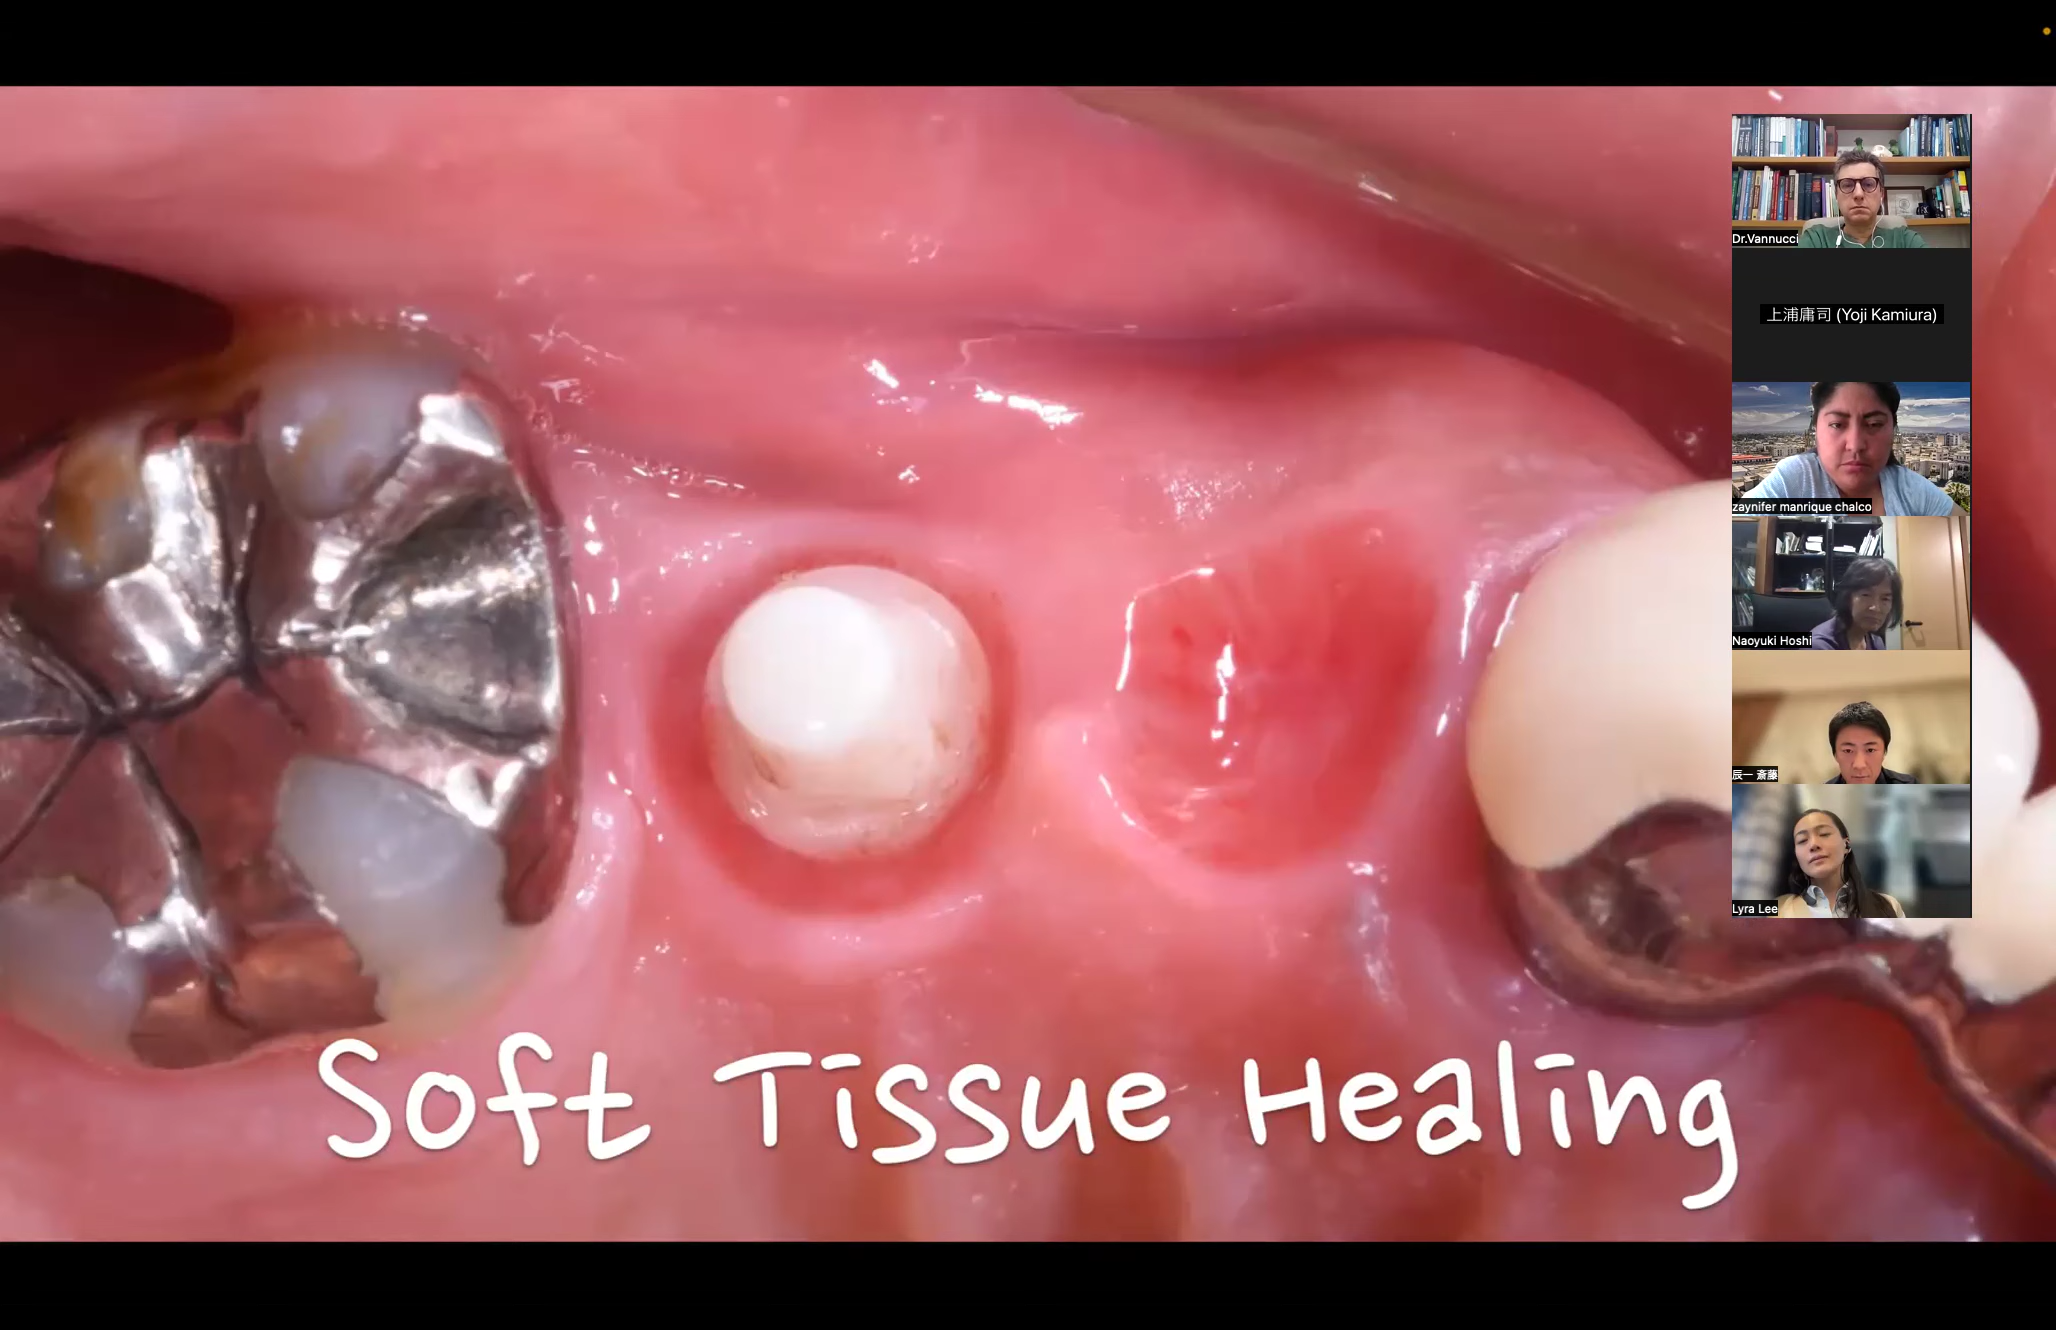 Dr.Vannucci
上浦庸司 (Yoji Kamiura)
zaynifer manrique chalco
Naoyuki Hoshi
辰一 斎藤
Lyra Lee
Soft Tissue Healing